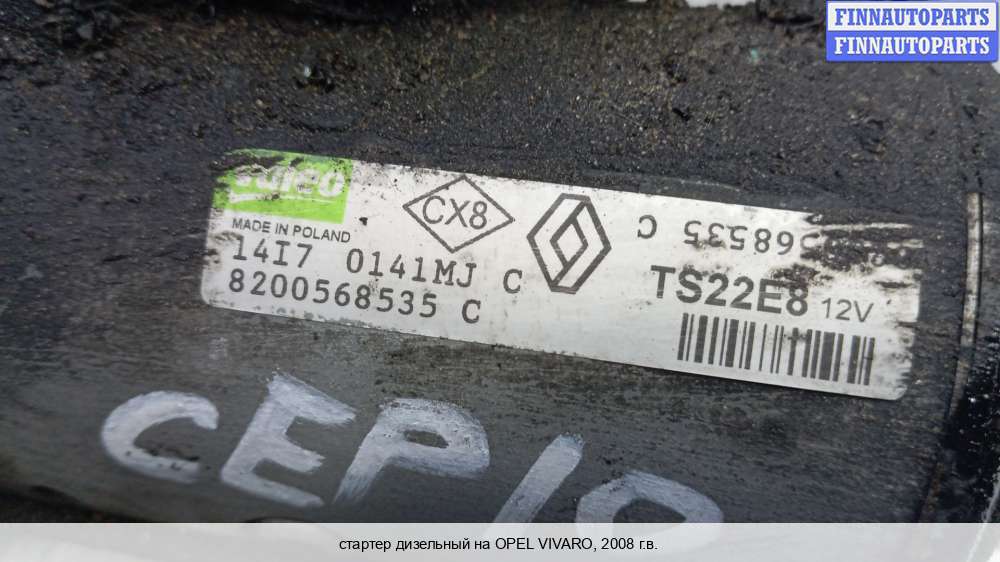 FINNAUTOPARTS
FINNAUTOPARTS
Valeo
MADE IN POLAND
CX8
14I7 0141MJ C
8200568535 C
568535 C
TS22E8 12V
CEP10
стартер дизельный на OPEL VIVARO, 2008 г.в.